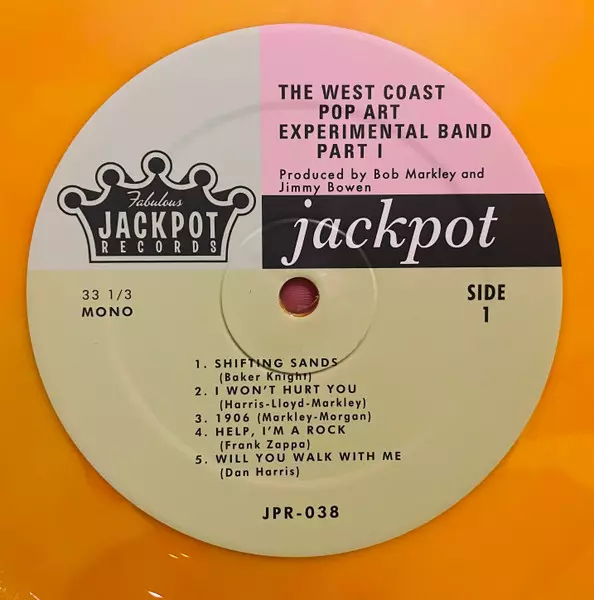 THE WEST COAST
POP ART
EXPERIMENTAL BAND
PART I
Produced by Bob Markley and
Jimmy Bowen
Fabulous
JACKPOT
RECORDS
jackpot
33 1/3
MONO
SIDE
1
1. SHIFTING SANDS
(Baker Knight)
2. I WON'T HURT YOU
(Harris-Lloyd-Markley)
3. 1906 (Markley-Morgan)
4. HELP, I'M A ROCK
(Frank Zappa)
5. WILL YOU WALK WITH ME
(Dan Harris)
JPR-038